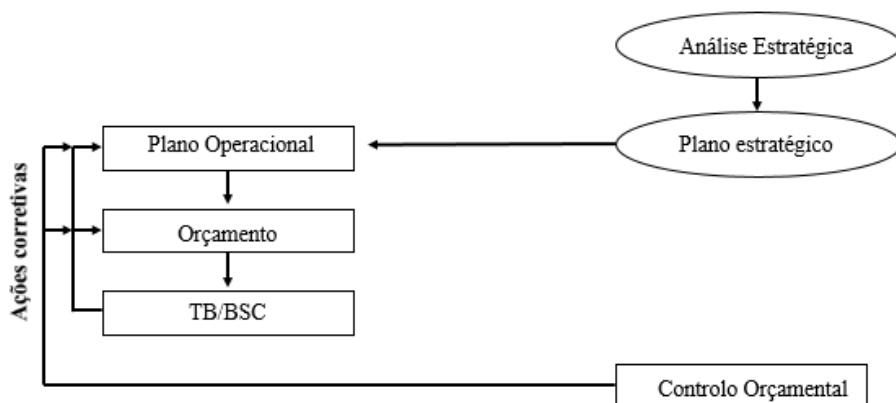 Análise Estratégica
Plano Operacional
Plano estratégico
Orçamento
TB/BSC
Controlo Orçamental
Ações corretivas